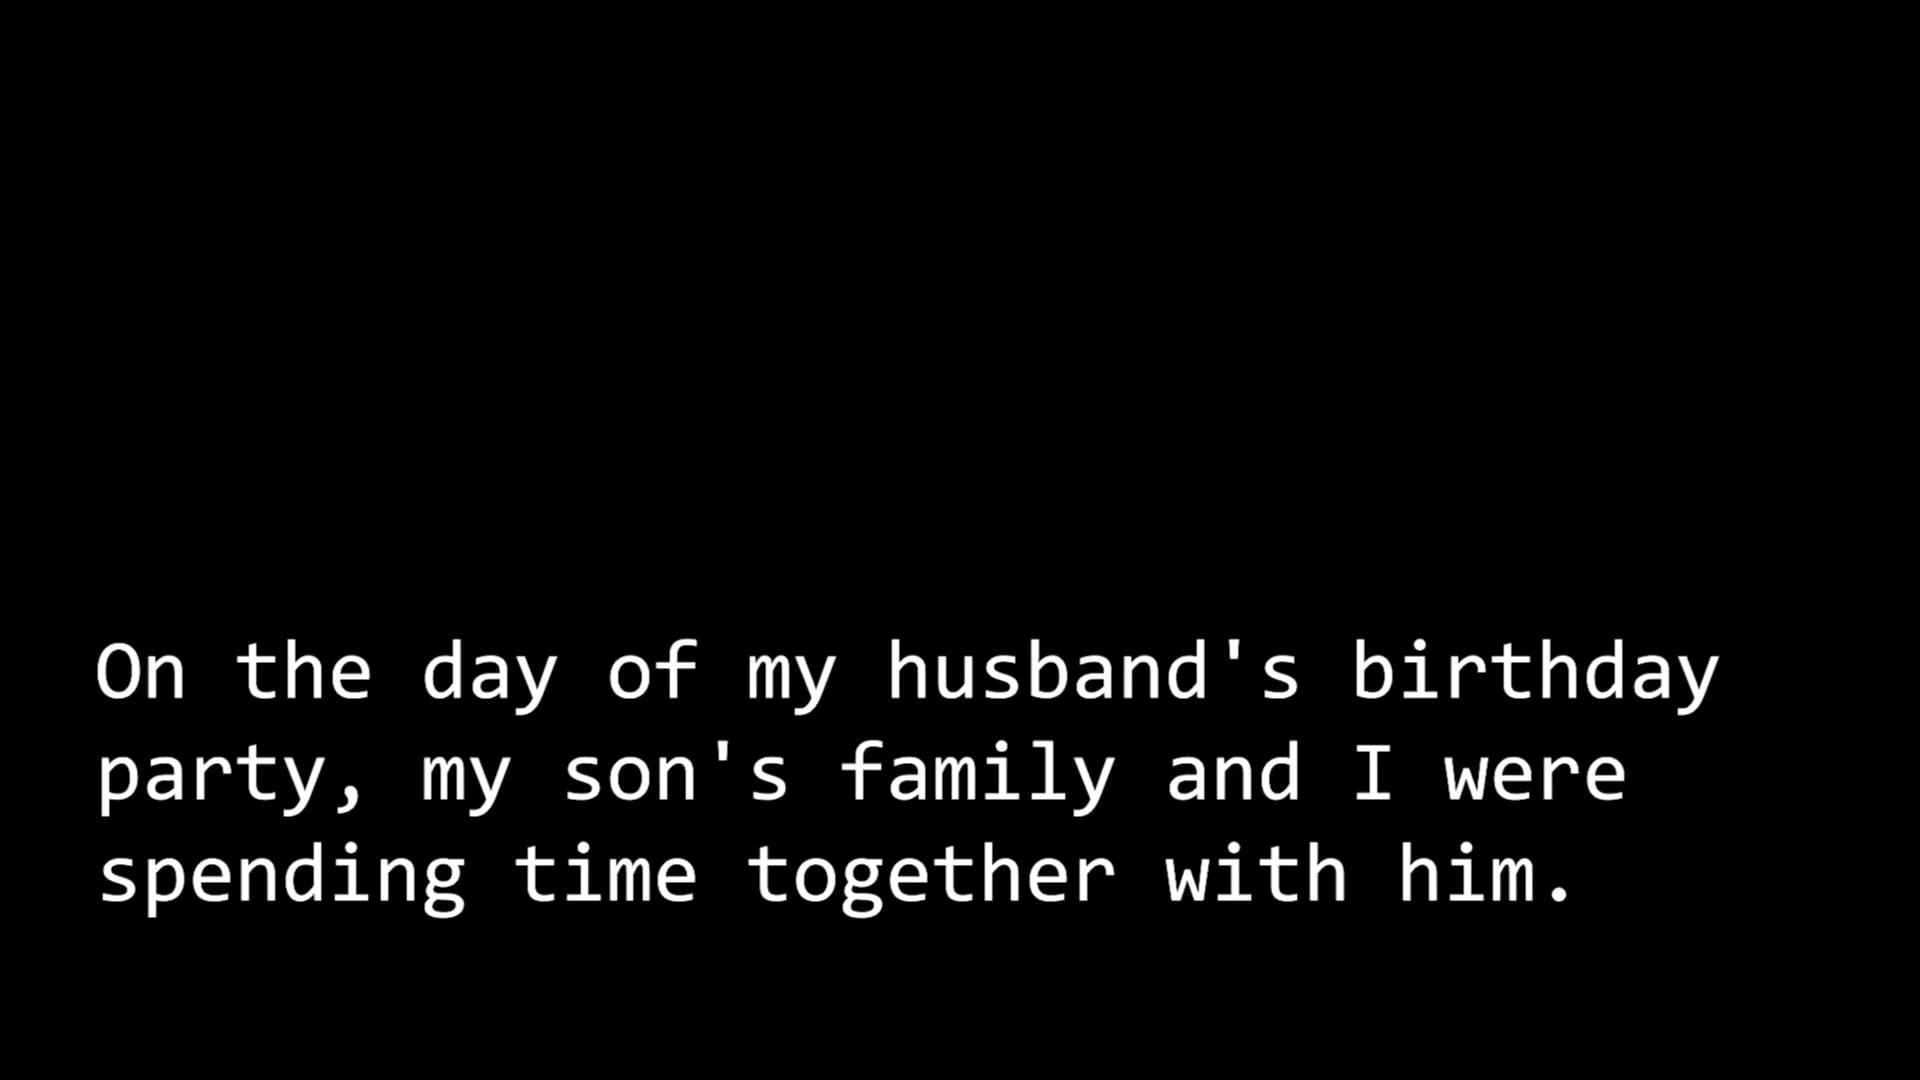 On the day of my husband's birthday
party, my son's family and I were
spending time together with him.